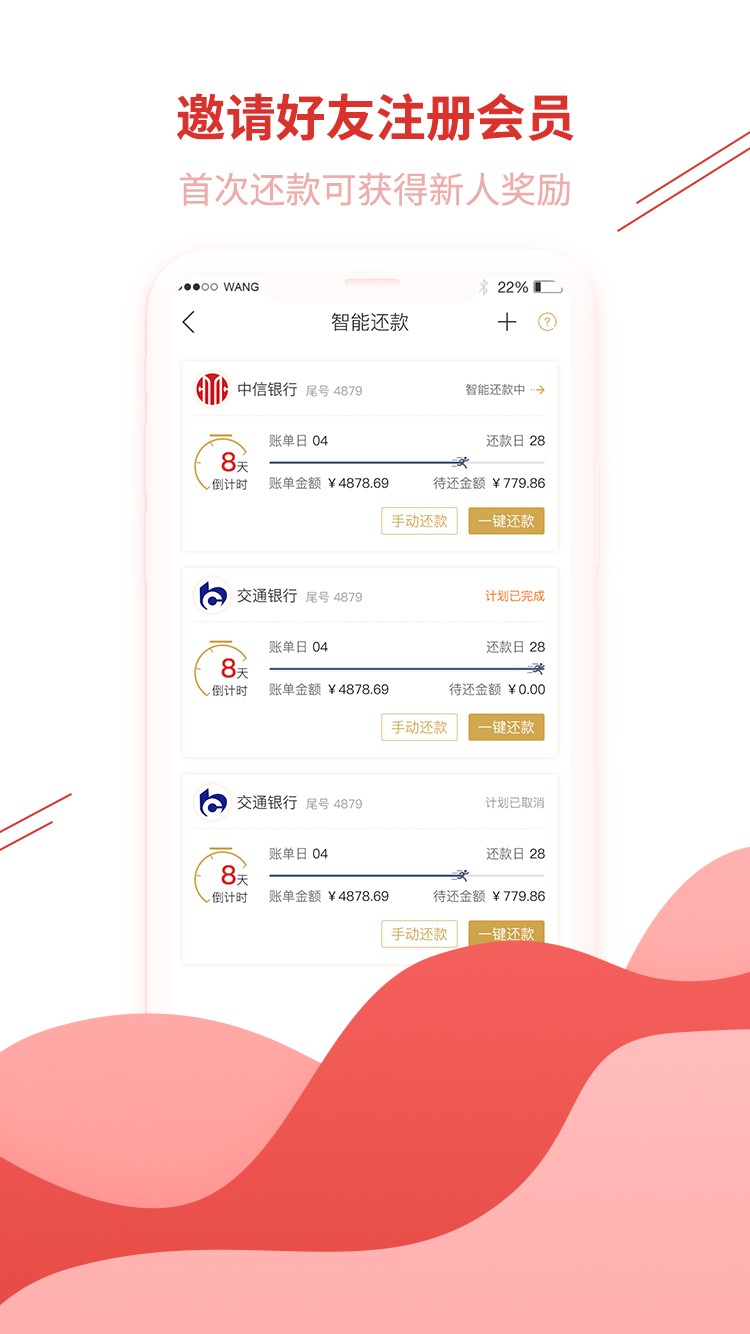 邀请好友注册会员
首次还款可获得新人奖励
WANG 22%
智能还款
中信银行 尾号 4879 智能还款中
账单日 04 还款日 28
8天
倒计时
账单金额 ¥4878.69 待还金额 ¥779.86
手动还款 一键还款
交通银行 尾号 4879 计划已完成
账单日 04 还款日 28
8天
倒计时
账单金额 ¥4878.69 待还金额 ¥0.00
手动还款 一键还款
交通银行 尾号 4879 计划已取消
账单日 04 还款日 28
8天
倒计时
账单金额 ¥4878.69 待还金额 ¥779.86
手动还款 一键还款